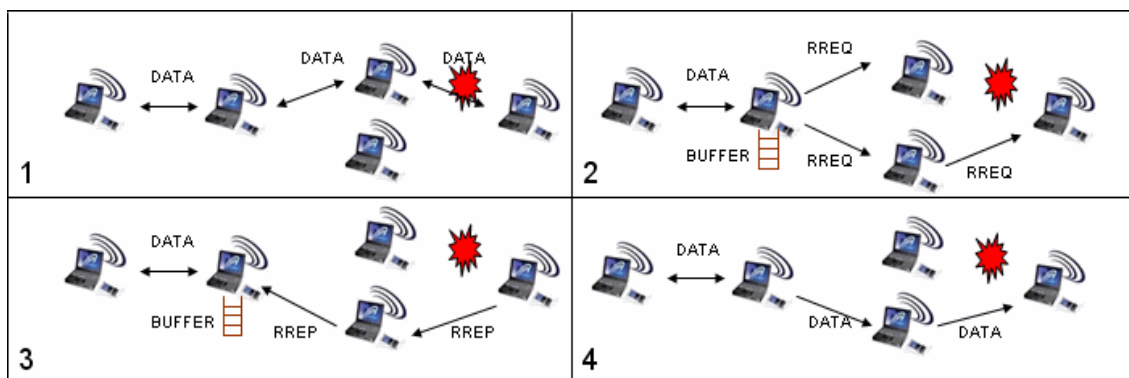 DATA
DATA
DATA
1
RREQ
DATA
BUFFER
RREQ
RREQ
2
DATA
BUFFER
RREP
RREP
3
DATA
DATA
DATA
4